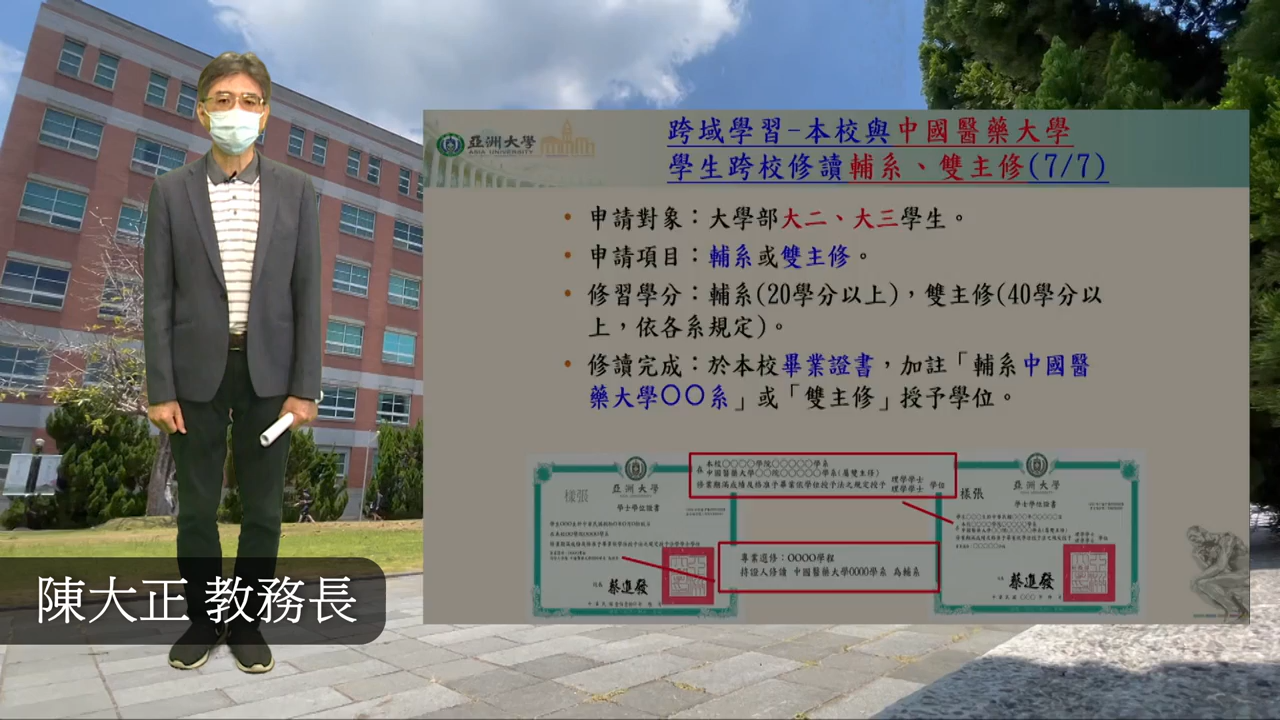 亞洲大學
ASIA UNIVERSITY
跨域學習-本校與中國醫藥大學
學生跨校修讀輔系、雙主修(7/7)
• 申請對象：大學部大二、大三學生。
• 申請項目：輔系或雙主修。
• 修習學分：輔系(20學分以上)，雙主修(40學分以
上，依各系規定)。
• 修讀完成：於本校畢業證書，加註「輔系中國醫
藥大學〇〇系」或「雙主修」授予學位。
樣張
亞洲大學
學士學位證書
蔡進發
專業選修：OOOO學程
持證人修讀 中國醫藥大學0000學系 為輔系
樣張
亞洲大學
學士學位證書
蔡進發
陳大正 教務長